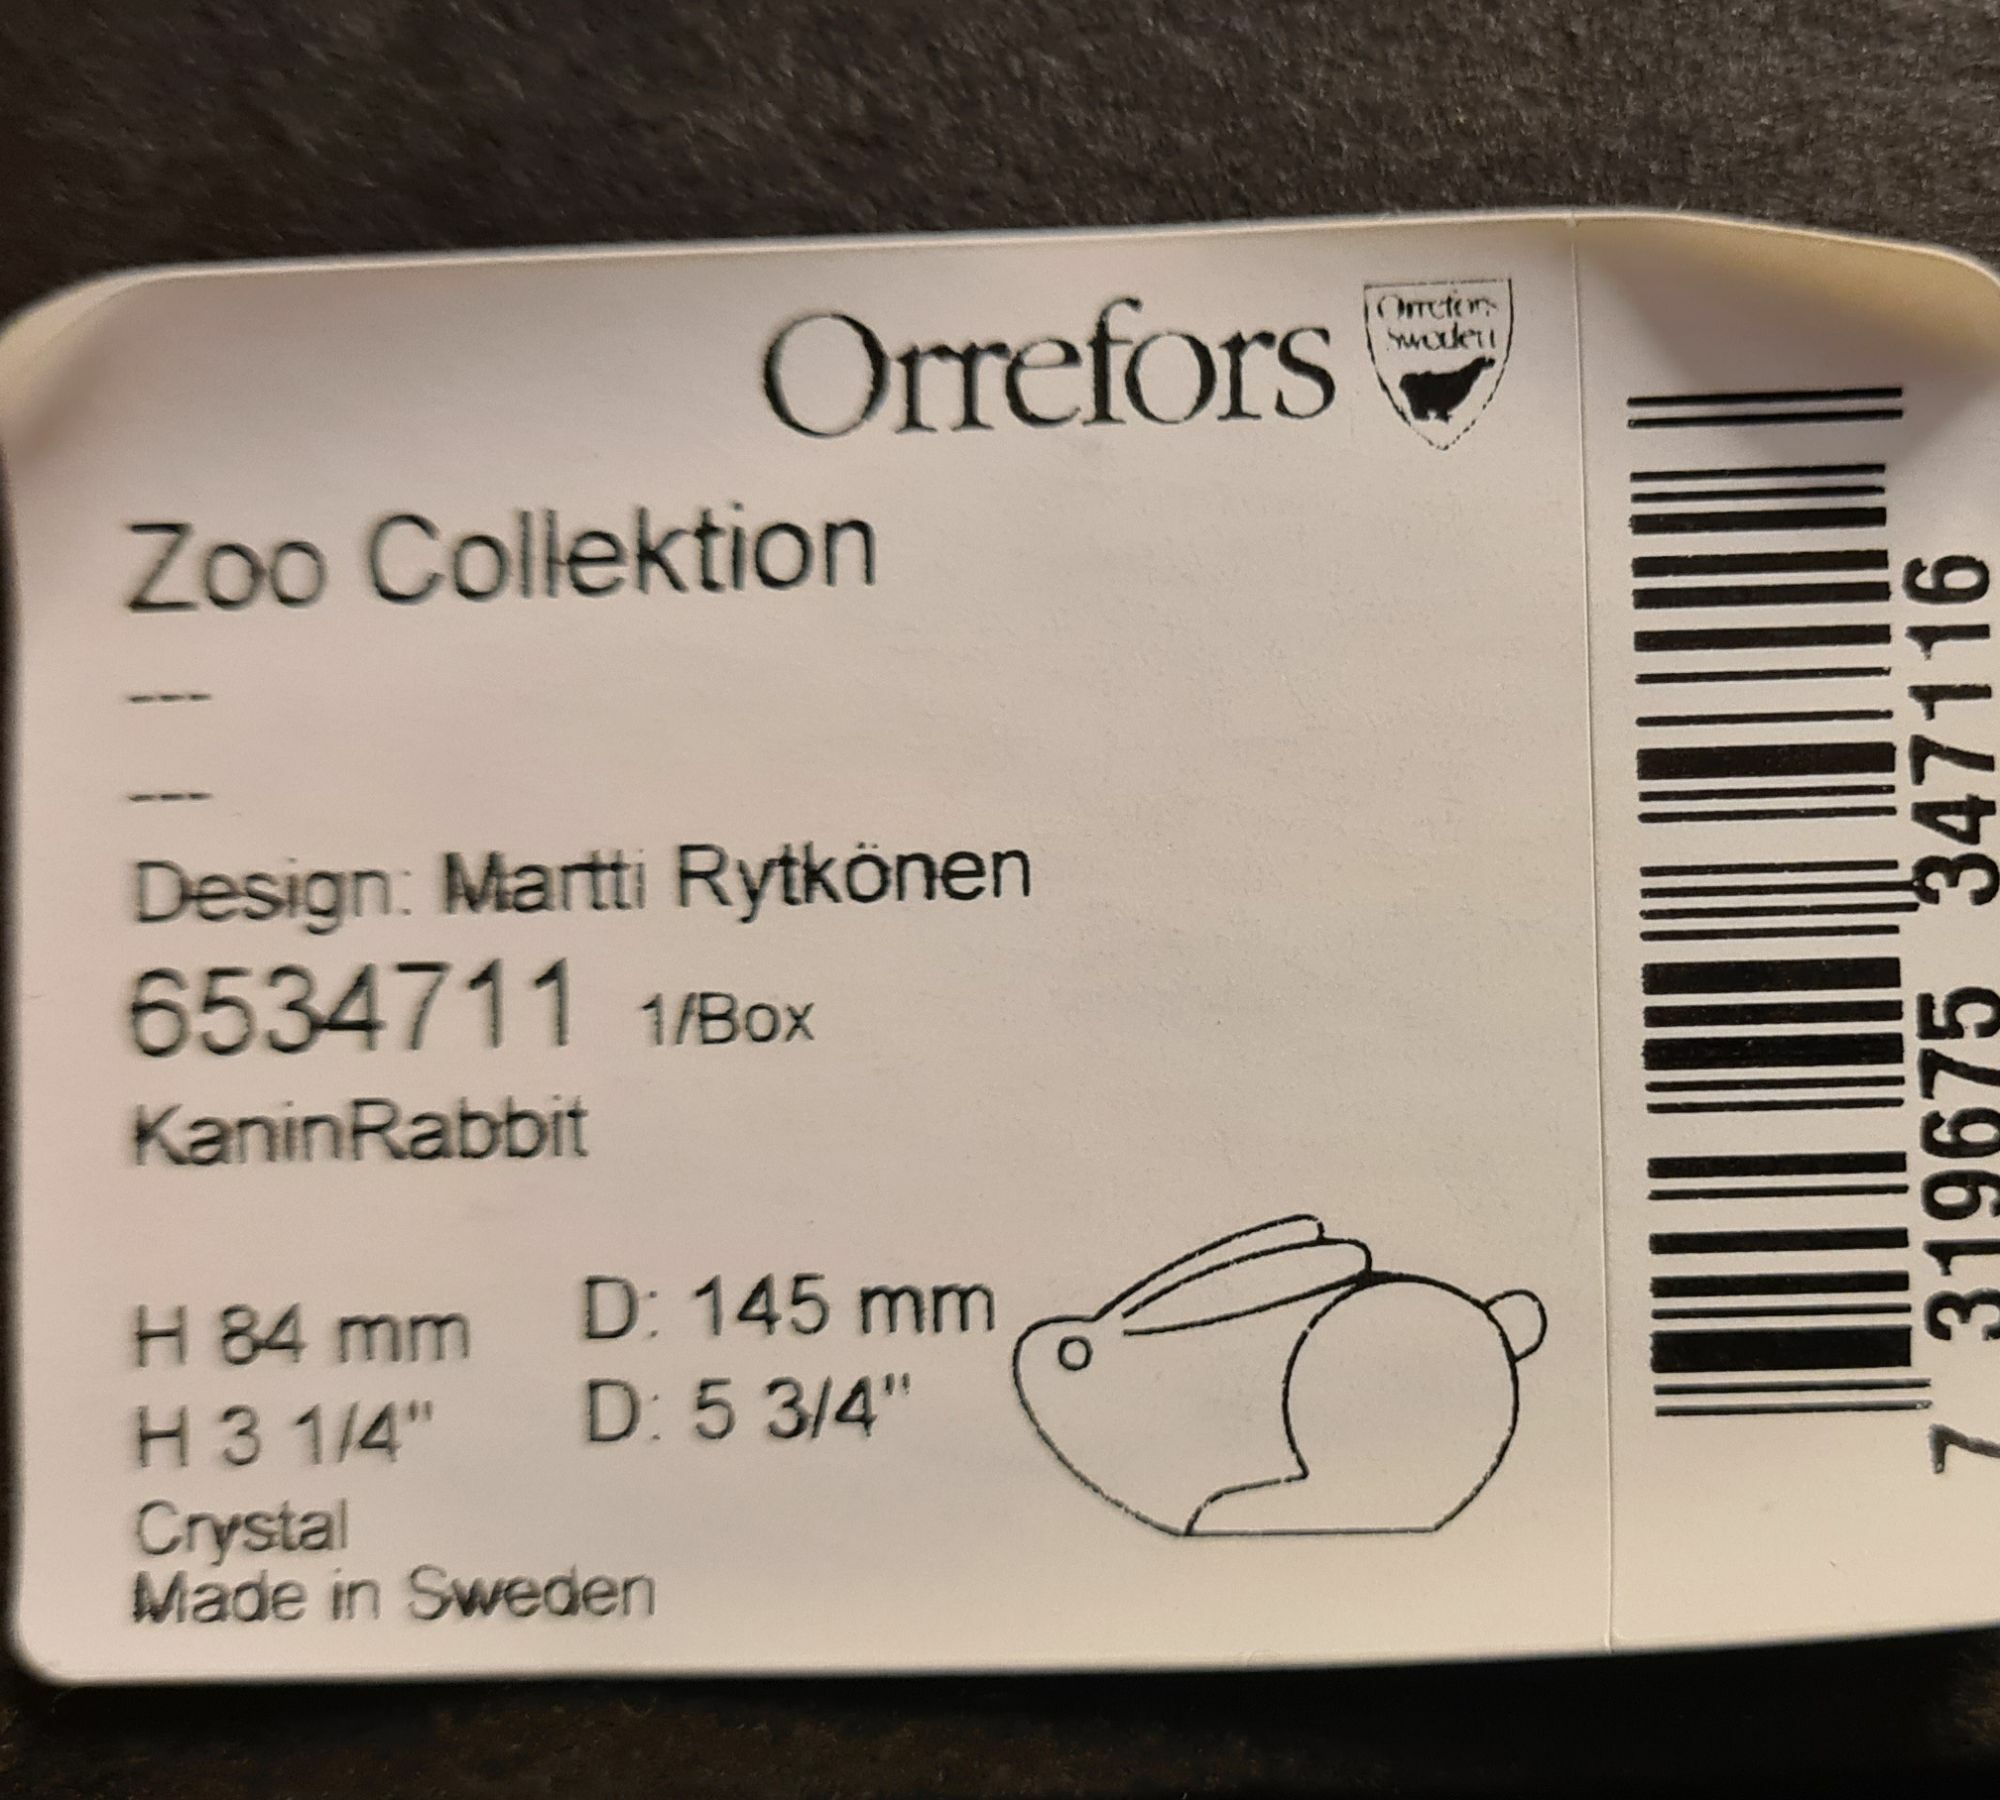 Orrefors
Orrefors
Sweden
Zoo Collektion
---
---
Design: Martti Rytkönen
6534711 1/Box
KaninRabbit
H 84 mm D: 145 mm
H 3 1/4" D: 5 3/4"
Crystal
Made in Sweden
7 319675 347116